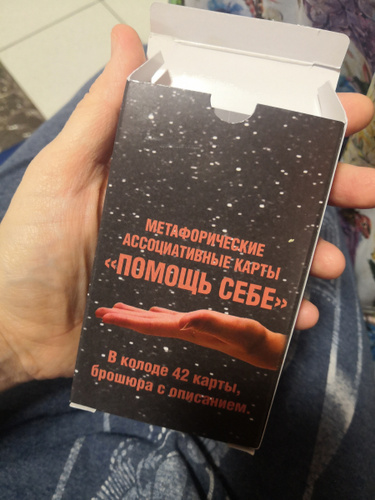 МЕТАФОРИЧЕСКИЕ
АССОЦИАТИВНЫЕ КАРТЫ
«ПОМОЩЬ СЕБЕ»
В колоде 42 карты,
брошюра с описанием.